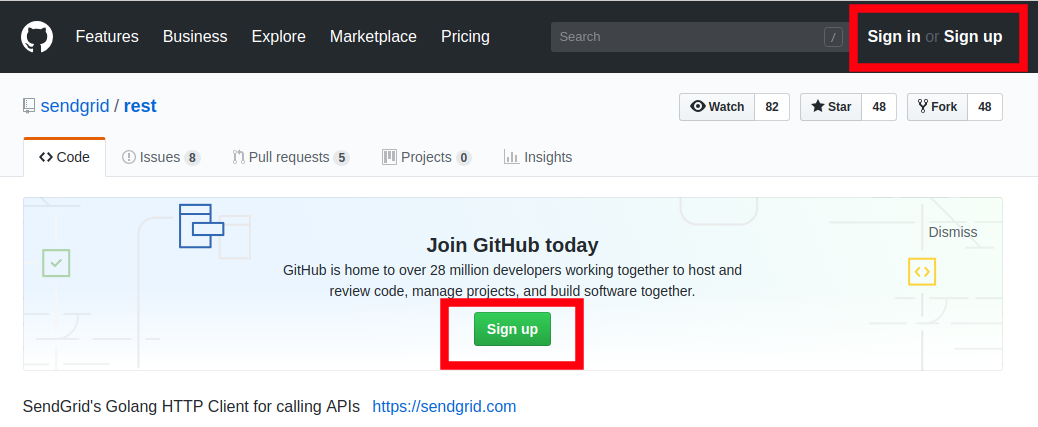 Features Business Explore Marketplace Pricing Search / Sign in or Sign up
sendgrid / rest Watch 82 Star 48 Fork 48
Code Issues 8 Pull requests 5 Projects 0 Insights
Dismiss
Join GitHub today
GitHub is home to over 28 million developers working together to host and
review code, manage projects, and build software together.
Sign up
SendGrid's Golang HTTP Client for calling APIs https://sendgrid.com